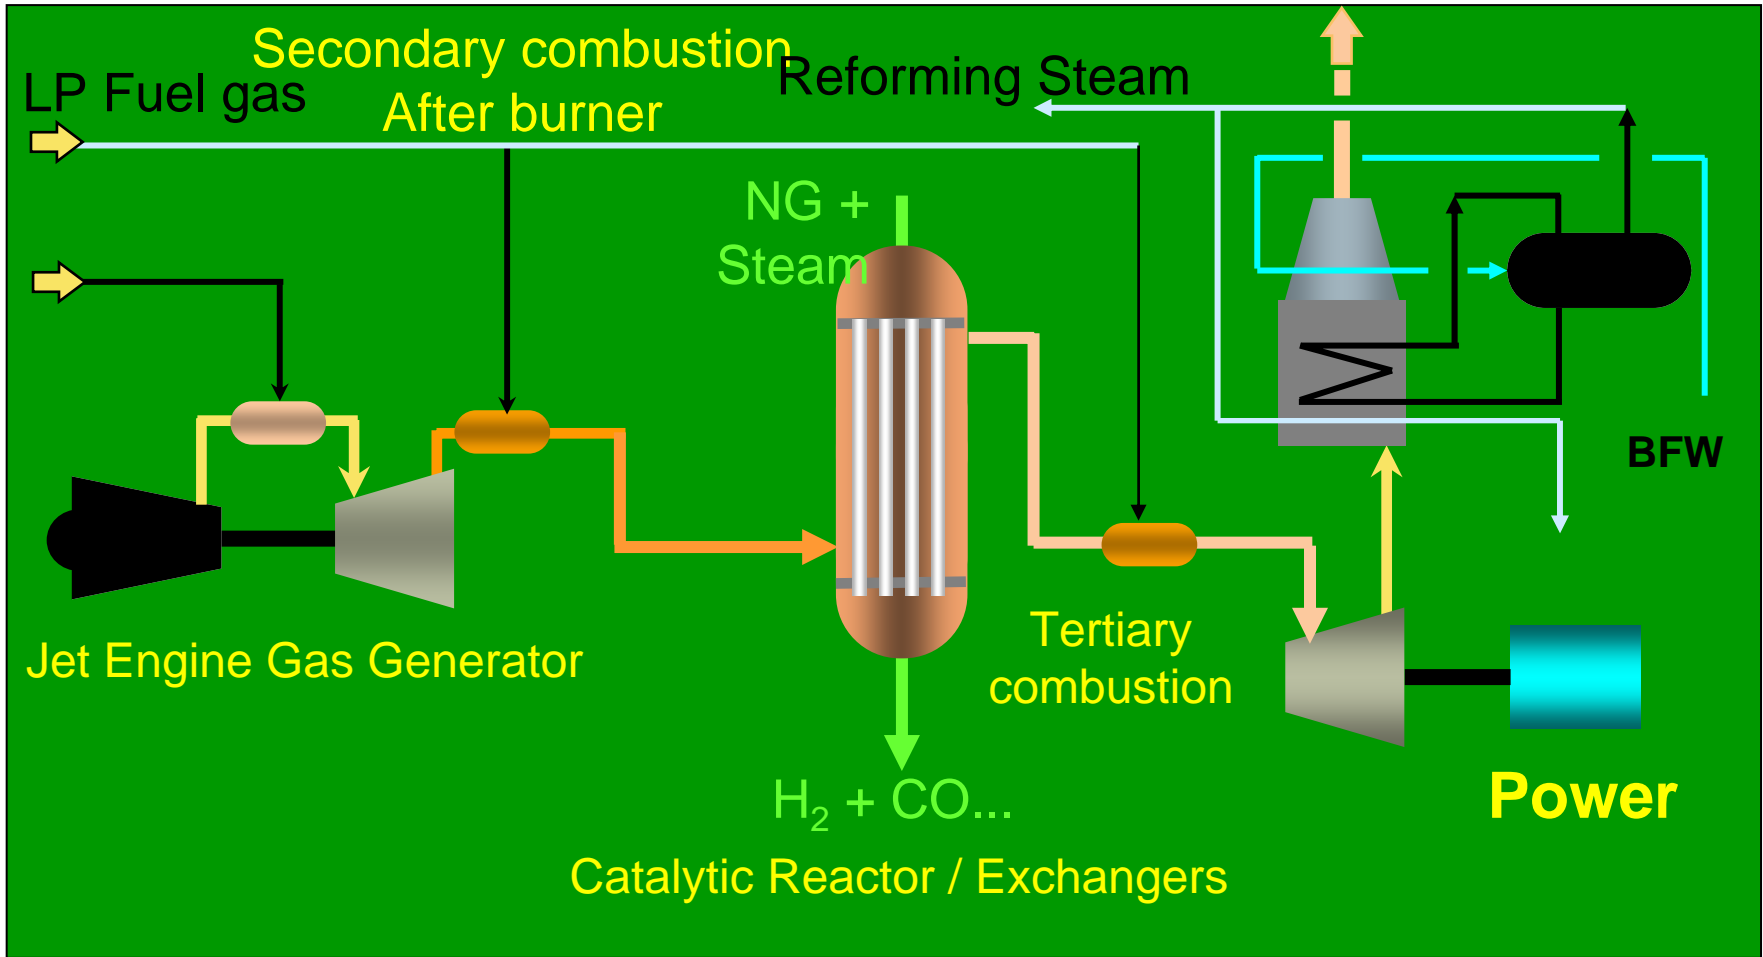 Secondary combustion
After burner
LP Fuel gas
Reforming Steam
NG +
Steam
BFW
Jet Engine Gas Generator
Tertiary
combustion
Power
H₂ + CO...
Catalytic Reactor / Exchangers